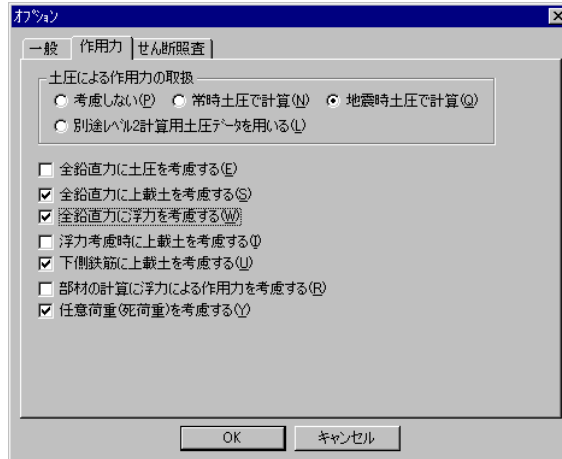 オプション
一般 作用力 せん断照査
土圧による作用力の取扱
考慮しない(P) 常時土圧で計算(N) 地震時土圧で計算(Q)
別途レベル2計算用土圧データを用いる(L)
全鉛直力に土圧を考慮する(E)
全鉛直力に上載土を考慮する(S)
全鉛直力に浮力を考慮する(W)
浮力考慮時に上載土を考慮する(I)
下側鉄筋に上載土を考慮する(U)
部材の計算に浮力による作用力を考慮する(R)
任意荷重(死荷重)を考慮する(Y)
OK キャンセル